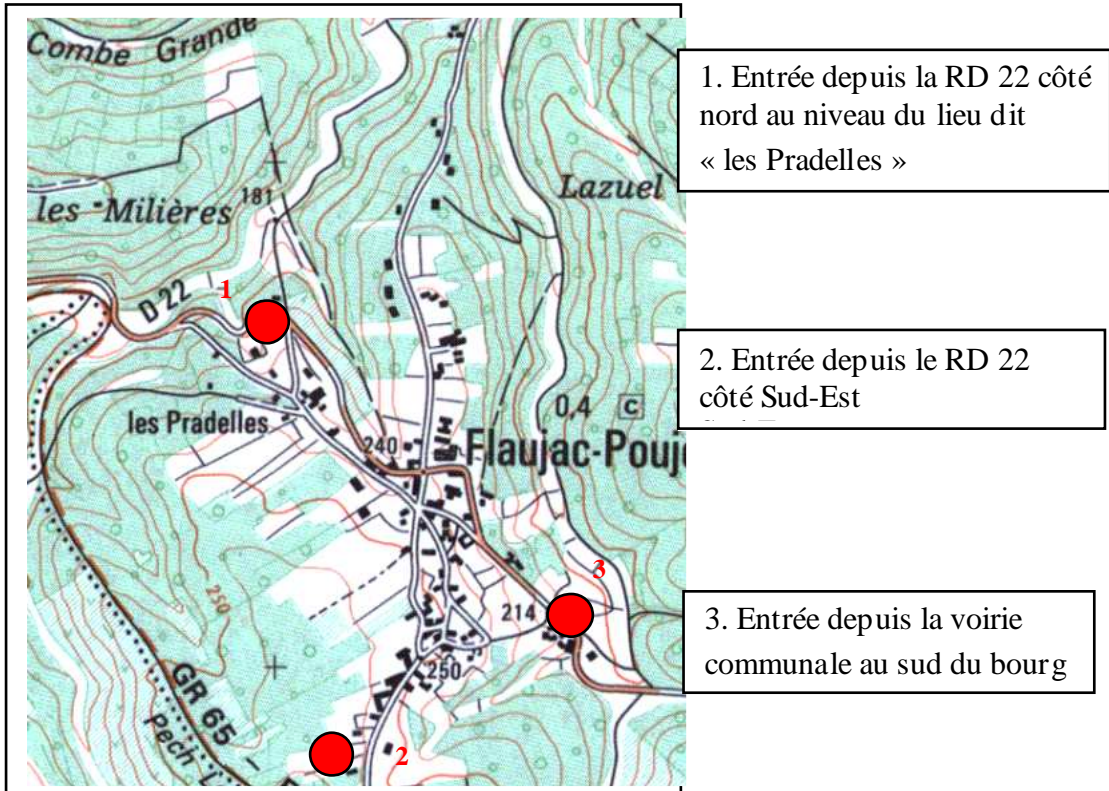 Combe Grande
les Milières
181
Lazuel
1
D 22
les Pradelles
0,4 C
240
Flaujac-Pouj
3
214
250
250
GR 65
Pech
2
1. Entrée depuis la RD 22 côté
nord au niveau du lieu dit
« les Pradelles »
2. Entrée depuis le RD 22
côté Sud-Est
3. Entrée depuis la voirie
communale au sud du bourg